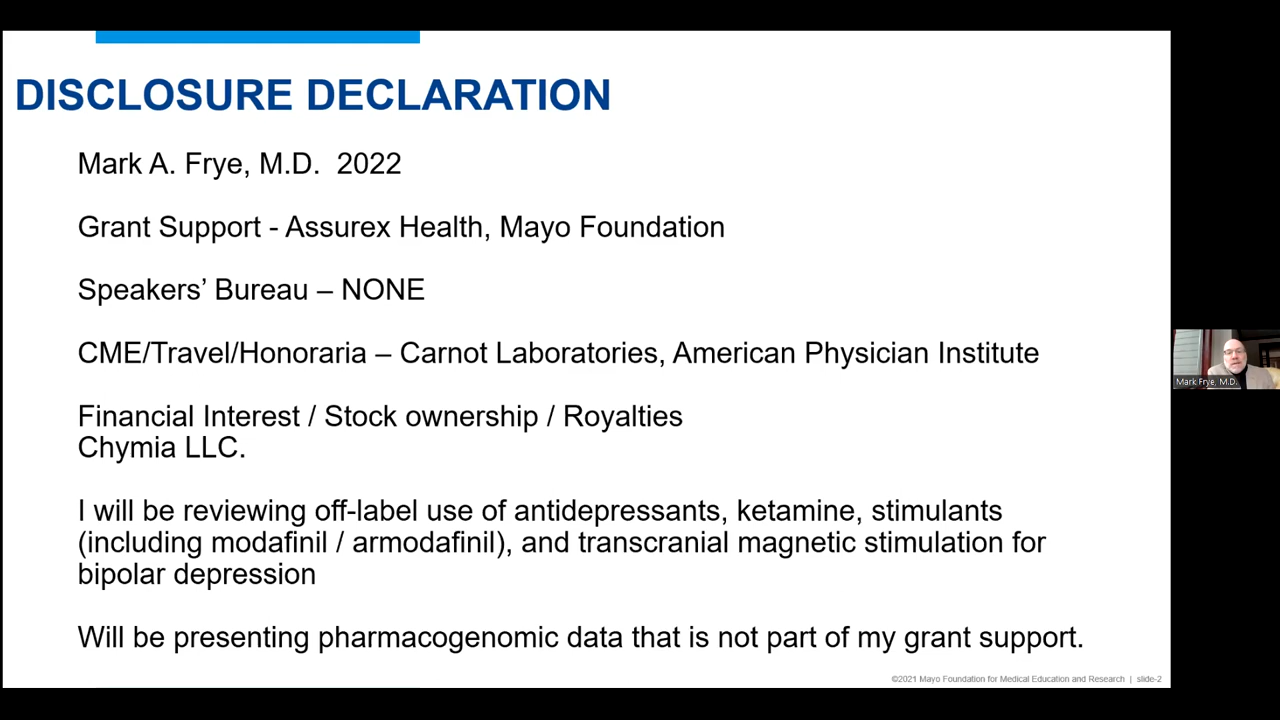 DISCLOSURE DECLARATION
Mark A. Frye, M.D.  2022
Grant Support - Assurex Health, Mayo Foundation
Speakers’ Bureau – NONE
CME/Travel/Honoraria – Carnot Laboratories, American Physician Institute
Financial Interest / Stock ownership / Royalties
Chymia LLC.
I will be reviewing off-label use of antidepressants, ketamine, stimulants
(including modafinil / armodafinil), and transcranial magnetic stimulation for
bipolar depression
Will be presenting pharmacogenomic data that is not part of my grant support.
©2021 Mayo Foundation for Medical Education and Research | slide-2
Mark Frye, M.D.